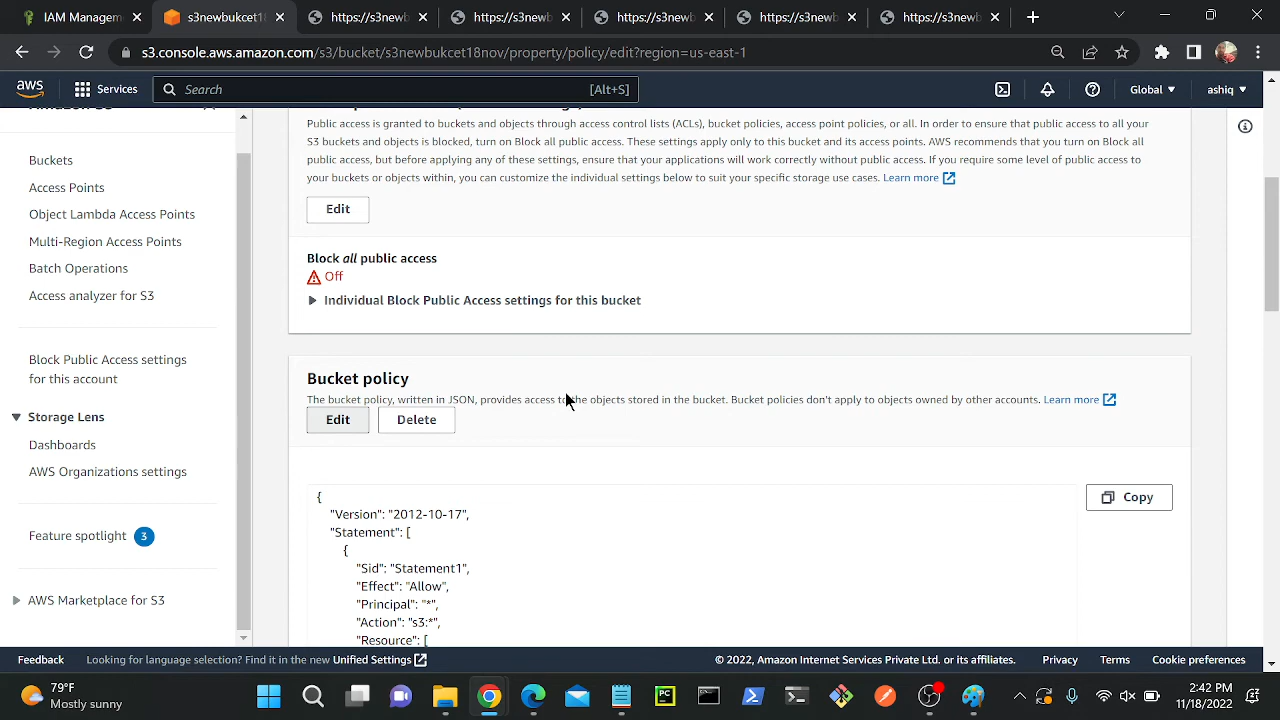 IAM Managem
s3newbukcet1
https://s3newb
https://s3newb
https://s3newb
https://s3newb
https://s3newb
s3.console.aws.amazon.com/s3/bucket/s3newbukcet18nov/property/policy/edit?region=us-east-1
aws
Services
Search
[Alt+S]
Global
ashiq
Buckets
Access Points
Object Lambda Access Points
Multi-Region Access Points
Batch Operations
Access analyzer for S3
Block Public Access settings
for this account
Storage Lens
Dashboards
AWS Organizations settings
Feature spotlight 3
AWS Marketplace for S3
Public access is granted to buckets and objects through access control lists (ACLs), bucket policies, access point policies, or all. In order to ensure that public access to all your
S3 buckets and objects is blocked, turn on Block all public access. These settings apply only to this bucket and its access points. AWS recommends that you turn on Block all
public access, but before applying any of these settings, ensure that your applications will work correctly without public access. If you require some level of public access to
your buckets or objects within, you can customize the individual settings below to suit your specific storage use cases. Learn more
Edit
Block all public access
Off
Individual Block Public Access settings for this bucket
Bucket policy
The bucket policy, written in JSON, provides access to the objects stored in the bucket. Bucket policies don't apply to objects owned by other accounts. Learn more
Edit
Delete
Copy
{
"Version": "2012-10-17",
"Statement": [
{
"Sid": "Statement1",
"Effect": "Allow",
"Principal": "*",
"Action": "s3:*",
"Resource": [
Feedback
Looking for language selection? Find it in the new Unified Settings
© 2022, Amazon Internet Services Private Ltd. or its affiliates.
Privacy
Terms
Cookie preferences
79°F
Mostly sunny
PC
2:42 PM
11/18/2022